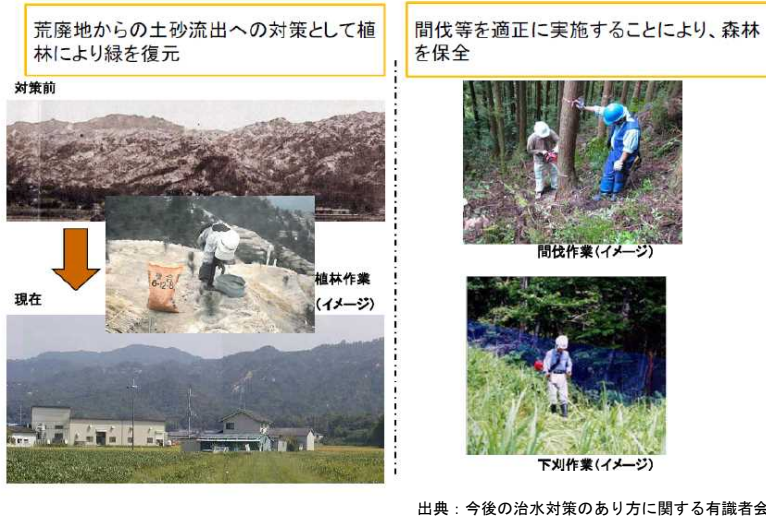 荒廃地からの土砂流出への対策として植
林により緑を復元
対策前
植林作業
(イメージ)
現在
間伐等を適正に実施することにより、森林
を保全
間伐作業(イメージ)
下刈作業(イメージ)
出典：今後の治水対策のあり方に関する有識者会